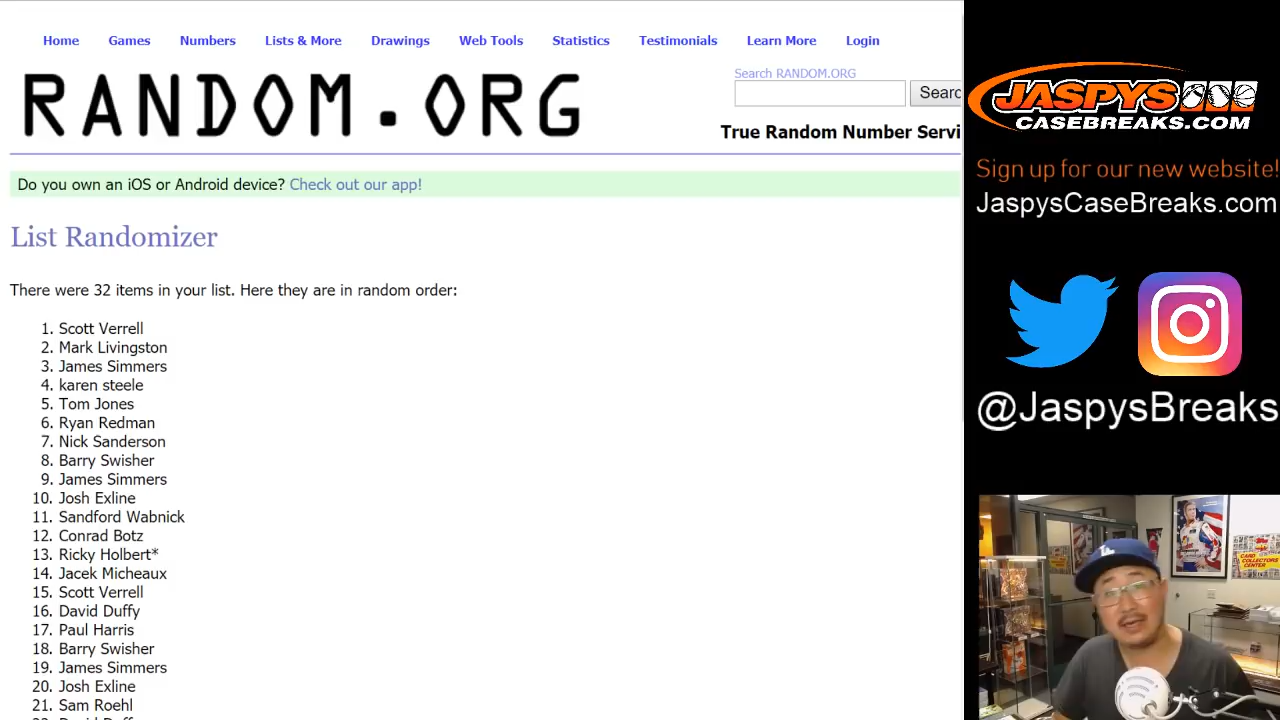 Home Games Numbers Lists & More Drawings Web Tools Statistics Testimonials Learn More Login
RANDOM.ORG
Search RANDOM.ORG
Searc
True Random Number Servi
Do you own an iOS or Android device? Check out our app!
List Randomizer
There were 32 items in your list. Here they are in random order:
1. Scott Verrell
2. Mark Livingston
3. James Simmers
4. karen steele
5. Tom Jones
6. Ryan Redman
7. Nick Sanderson
8. Barry Swisher
9. James Simmers
10. Josh Exline
11. Sandford Wabnick
12. Conrad Botz
13. Ricky Holbert*
14. Jacek Micheaux
15. Scott Verrell
16. David Duffy
17. Paul Harris
18. Barry Swisher
19. James Simmers
20. Josh Exline
21. Sam Roehl
JASPYS
CASEBREAKS.COM
Sign up for our new website!
JaspysCaseBreaks.com
@JaspysBreaks